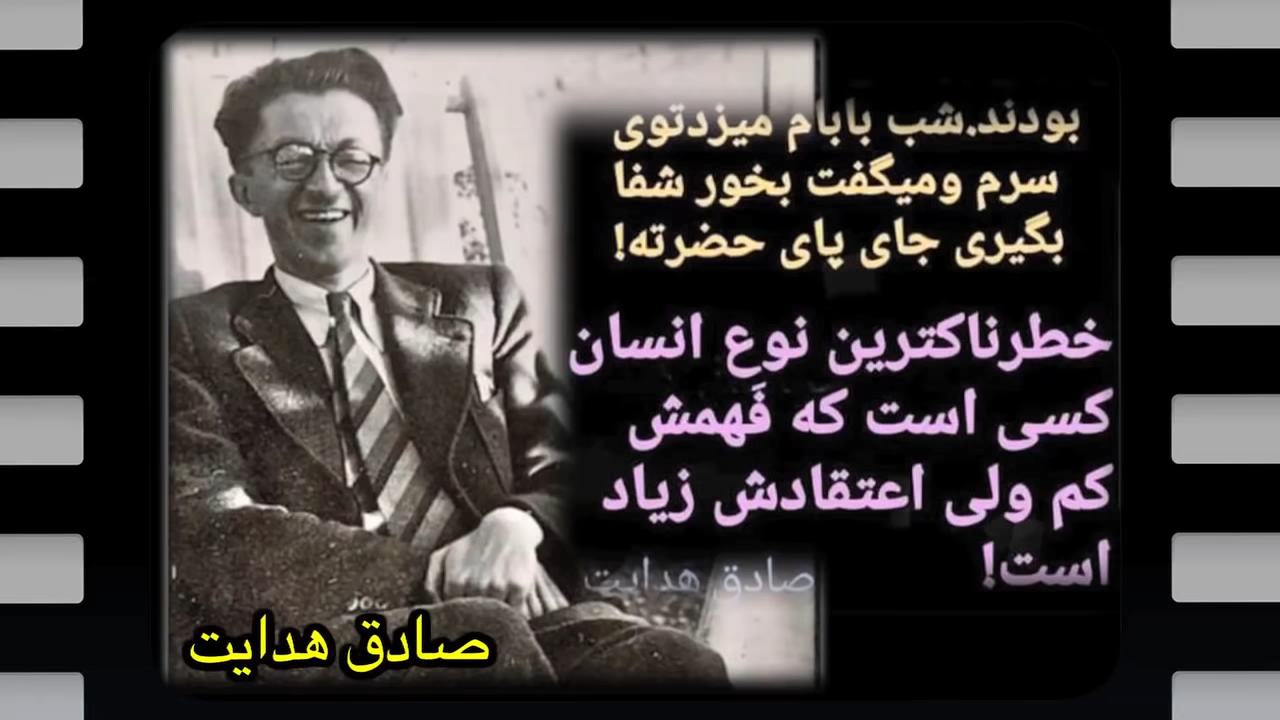 بودند.شب بابام میزدتوی
سرم ومیگفت بخور شفا
بگیری جای پای حضرته!
خطرناکترین نوع انسان
کسی است که فَهمش
کم ولی اعتقادش زیاد
است!
صادق هدایت
صادق هدایت